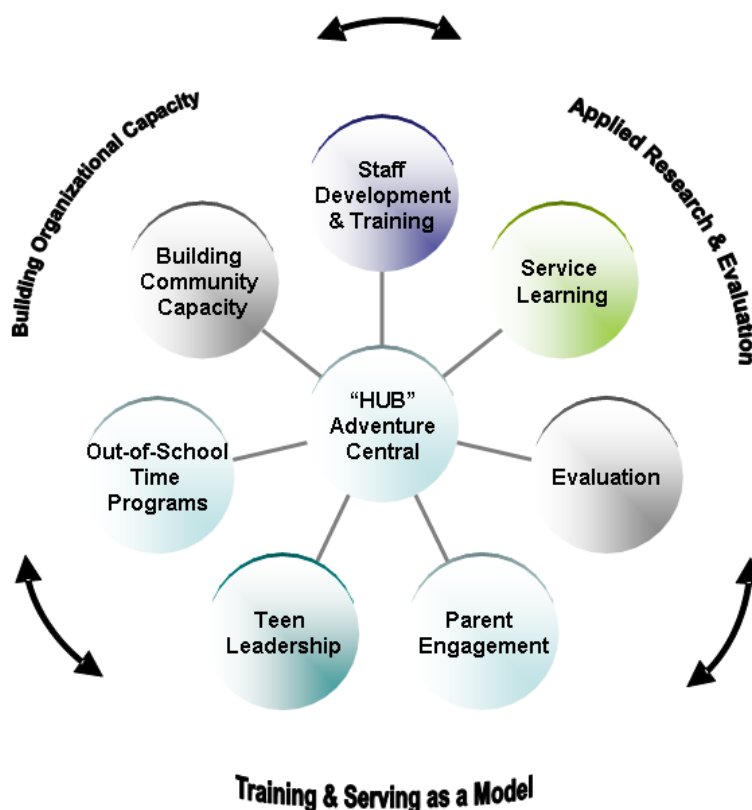 Building Organizational Capacity
Applied Research & Evaluation
Staff
Development
& Training
Building
Community
Capacity
Service
Learning
“HUB”
Adventure
Central
Out-of-School
Time
Programs
Evaluation
Teen
Leadership
Parent
Engagement
Training & Serving as a Model